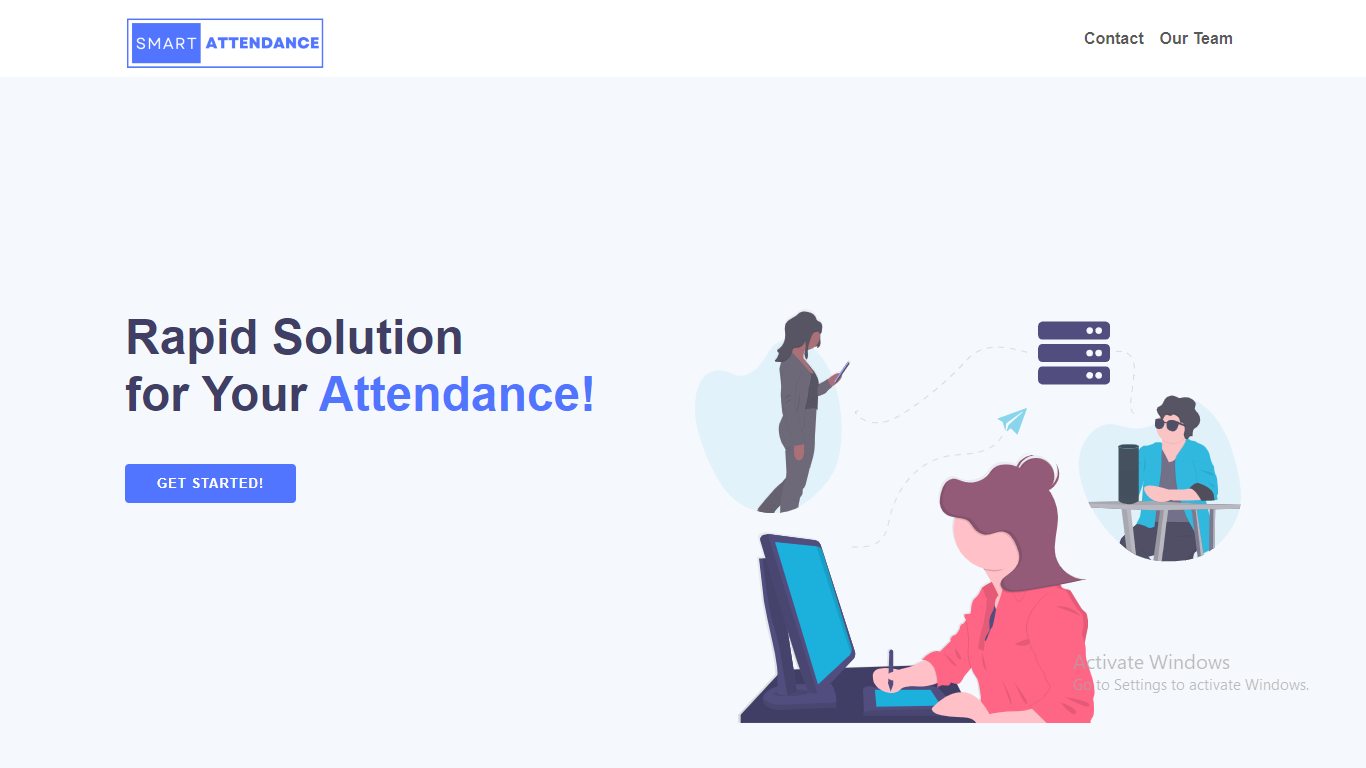 SMART ATTENDANCE
Contact Our Team
Rapid Solution
for Your Attendance!
GET STARTED!
Activate Windows
Go to Settings to activate Windows.